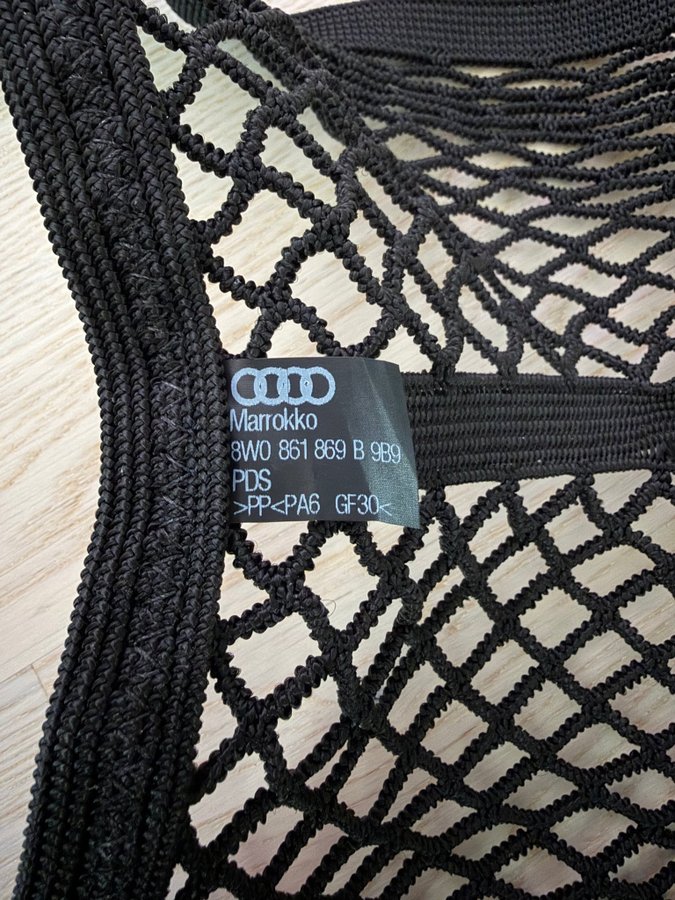 Marrokko
8W0 861 869 B 9B9
PDS
>PP<PA6 GF30<